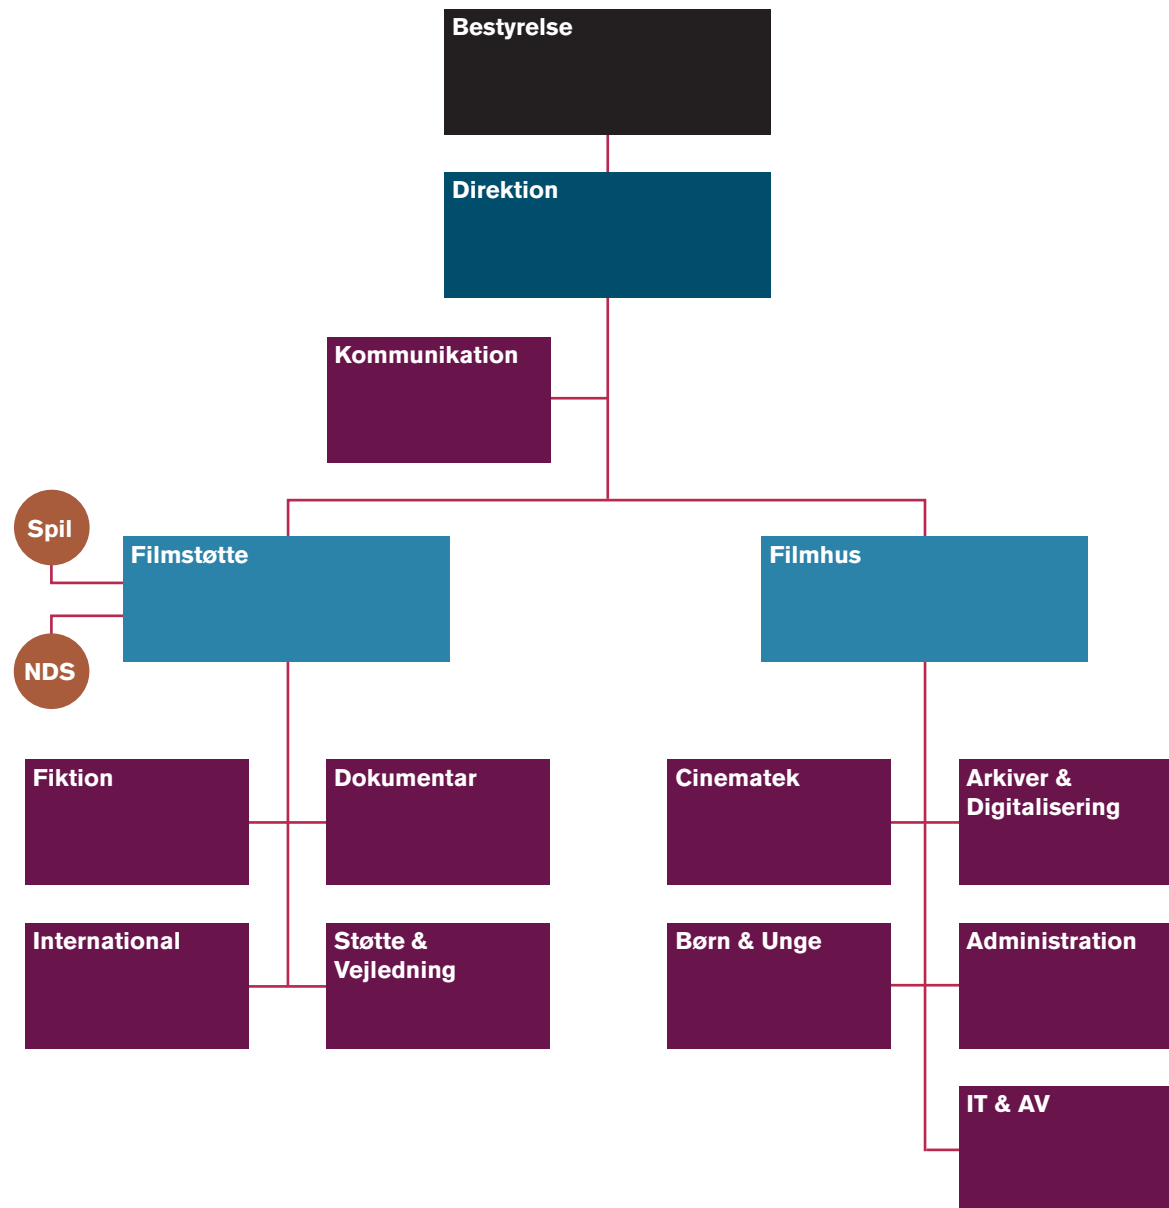 Bestyrelse
Direktion
Kommunikation
Spil
Filmstøtte
Filmhus
NDS
Fiktion
Dokumentar
Cinematek
Arkiver &
Digitalisering
International
Støtte &
Vejledning
Børn & Unge
Administration
IT & AV